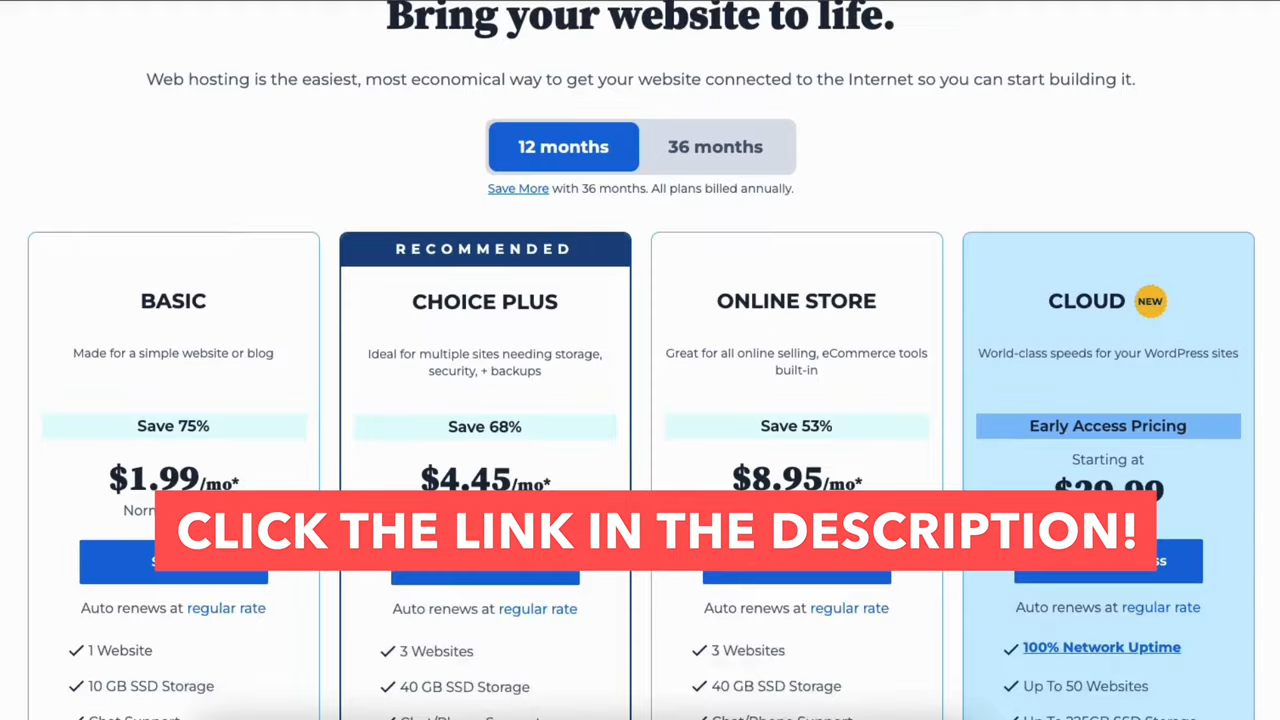 Bring your website to life.
Web hosting is the easiest, most economical way to get your website connected to the Internet so you can start building it.
12 months
36 months
Save More with 36 months. All plans billed annually.
BASIC
Made for a simple website or blog
Save 75%
$1.99/mo*
Auto renews at regular rate
1 Website
10 GB SSD Storage
RECOMMENDED
CHOICE PLUS
Ideal for multiple sites needing storage,
security, + backups
Save 68%
$4.45/mo*
Auto renews at regular rate
3 Websites
40 GB SSD Storage
ONLINE STORE
Great for all online selling, eCommerce tools
built-in
Save 53%
$8.95/mo*
Auto renews at regular rate
3 Websites
40 GB SSD Storage
CLOUD NEW
World-class speeds for your WordPress sites
Early Access Pricing
Starting at
$29.99
Auto renews at regular rate
100% Network Uptime
Up To 50 Websites
CLICK THE LINK IN THE DESCRIPTION!